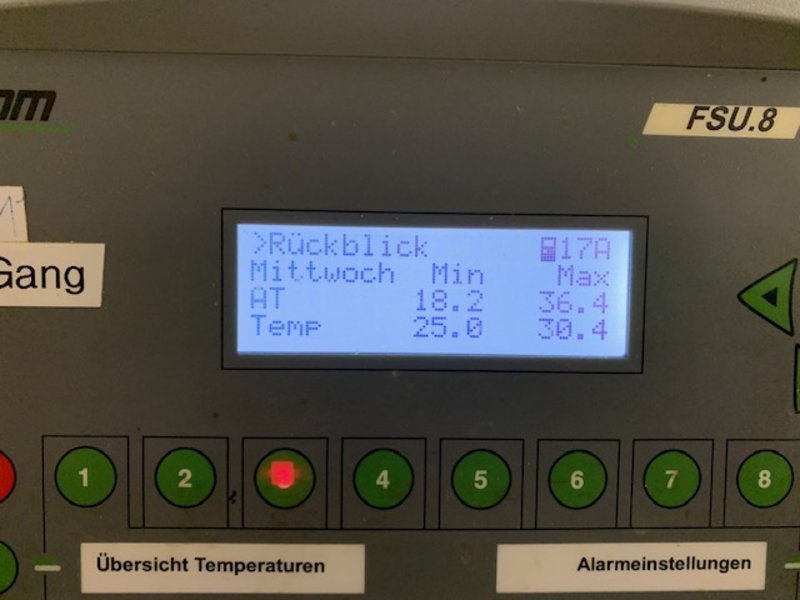 FSU.8
Gang
>Rückblick 17A
Mittwoch Min Max
AT 18.2 36.4
Temp 25.0 30.4
1 2 3 4 5 6 7 8
Übersicht Temperaturen
Alarmeinstellungen